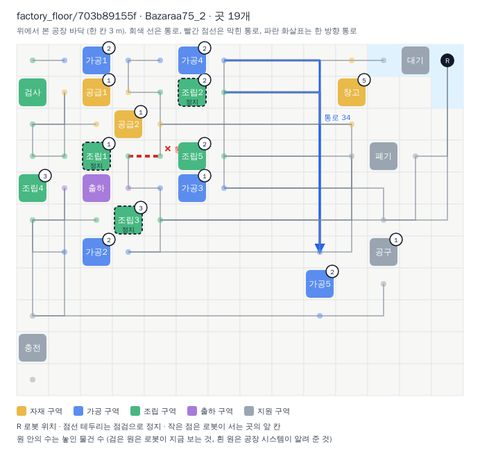 factory_floor/703b89155f · Bazaraa75_2 · 곳 19개
위에서 본 공장 바닥 (한 칸 3 m). 회색 선은 통로, 빨간 점선은 막힌 통로, 파란 화살표는 한 방향 통로
2
2
가공1
가공4
대기
R
1
2
5
검사
공급1
조립2
정지
창고
1
공급2
통로 34
1
2
조립1
정지
✕
조립5
폐기
3
1
조립4
출하
가공3
3
조립3
정지
2
1
가공2
공구
2
가공5
충전
자재 구역
가공 구역
조립 구역
출하 구역
지원 구역
R 로봇 위치 · 점선 테두리는 점검으로 정지 · 작은 점은 로봇이 서는 곳의 앞 칸
원 안의 수는 놓인 물건 수 (검은 원은 로봇이 지금 보는 것, 흰 원은 공장 시스템이 알려 준 것)